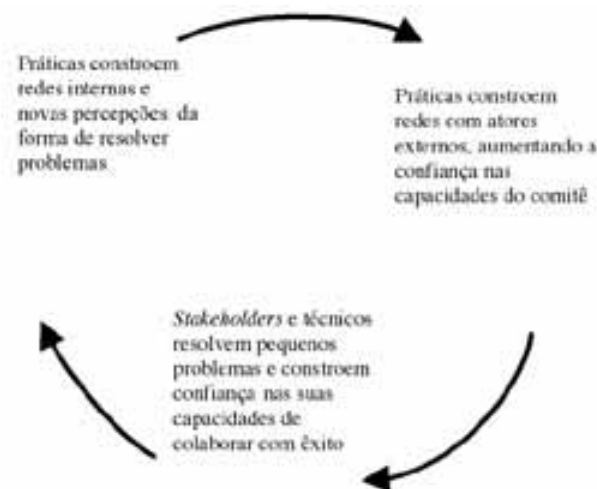 Práticas constroem
redes internas e
novas percepções da
forma de resolver
problemas
Práticas constroem
redes com atores
externos, aumentando a
confiança nas
capacidades do comitê
Stakeholders e técnicos
resolvem pequenos
problemas e constroem
confiança nas suas
capacidades de
colaborar com êxito